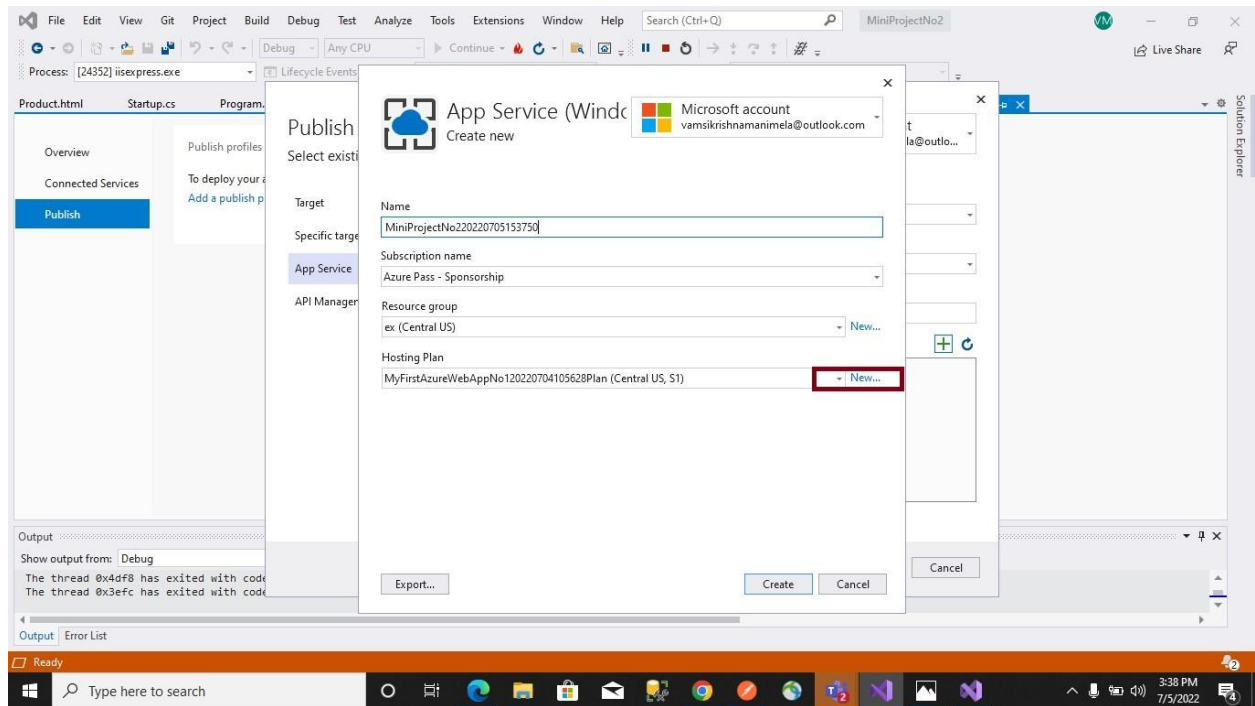 File Edit View Git Project Build Debug Test Analyze Tools Extensions Window Help Search (Ctrl+Q) MiniProjectNo2 VM
Debug Any CPU Continue Live Share
Process: [24352] iisexpress.exe Lifecycle Events
Product.html Startup.cs Program.
Solution Explorer
Overview
Connected Services
Publish
Publish profiles
To deploy your a
Add a publish p
Publish
Select existi
Target
Specific targe
App Service
API Manager
t
la@outlo...
Cancel
App Service (Windo
Create new
Microsoft account
vamsikrishnamanimela@outlook.com
Name
MiniProjectNo220220705153750
Subscription name
Azure Pass - Sponsorship
Resource group
ex (Central US) New...
Hosting Plan
MyFirstAzureWebAppNo120220704105628Plan (Central US, S1) New...
Export... Create Cancel
Output
Show output from: Debug
The thread 0x4df8 has exited with code
The thread 0x3efc has exited with code
Output Error List
Ready 2
Type here to search 2 3:38 PM
7/5/2022 4